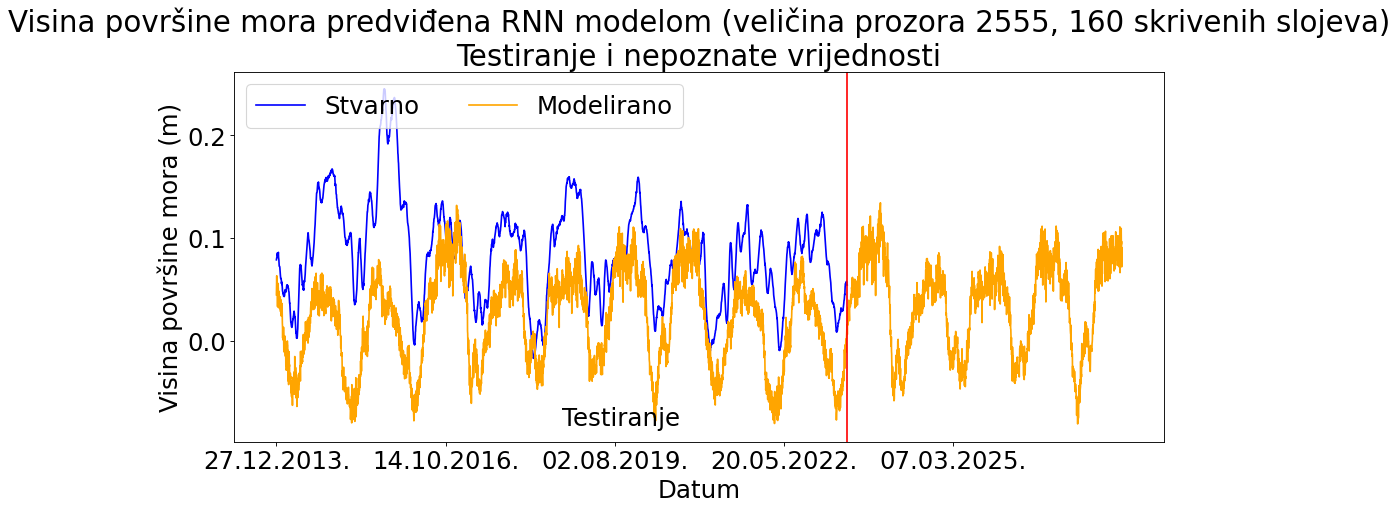 Visina površine mora predviđena RNN modelom (veličina prozora 2555, 160 skrivenih slojeva)
Testiranje i nepoznate vrijednosti
Stvarno Modelirano
Visina površine mora (m)
0.2
0.1
0.0
Testiranje
27.12.2013. 14.10.2016. 02.08.2019. 20.05.2022. 07.03.2025.
Datum